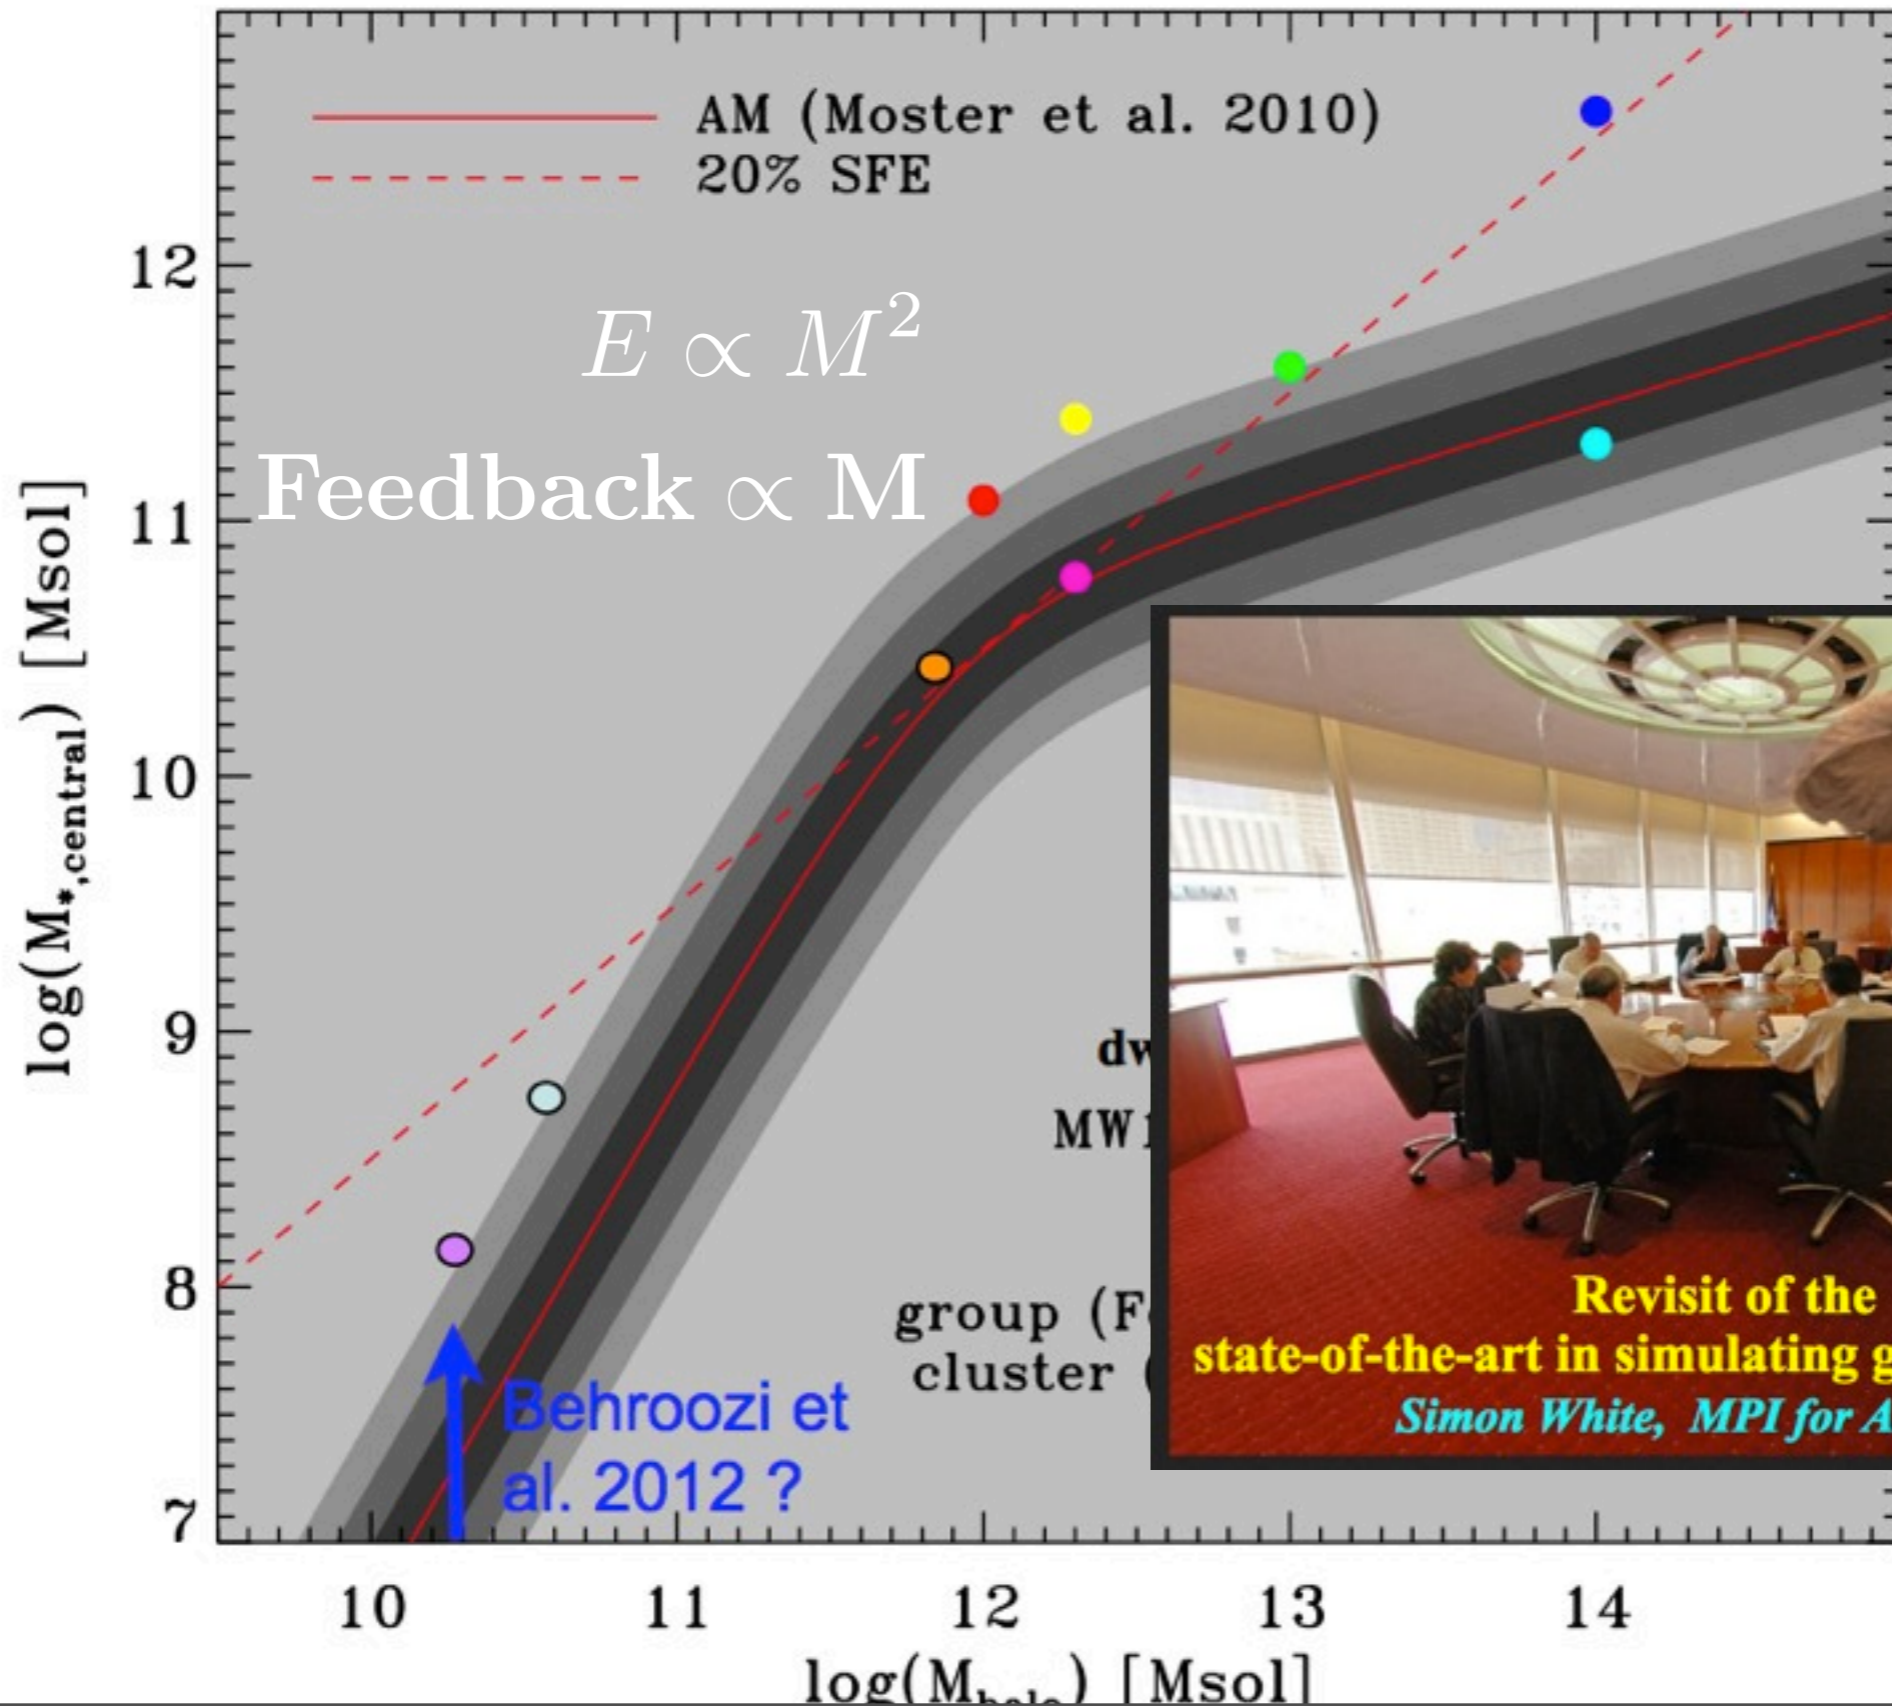 AM (Moster et al. 2010)
20% SFE
E ∝ M²
Feedback ∝ M
log(M*,central) [Msol]
12
11
10
9
8
7
dw
MW1
group (F
cluster (
Behroozi et
al. 2012 ?
Revisit of the
state-of-the-art in simulating g
Simon White, MPI for A
10 11 12 13 14
log(Mhalo) [Msol]